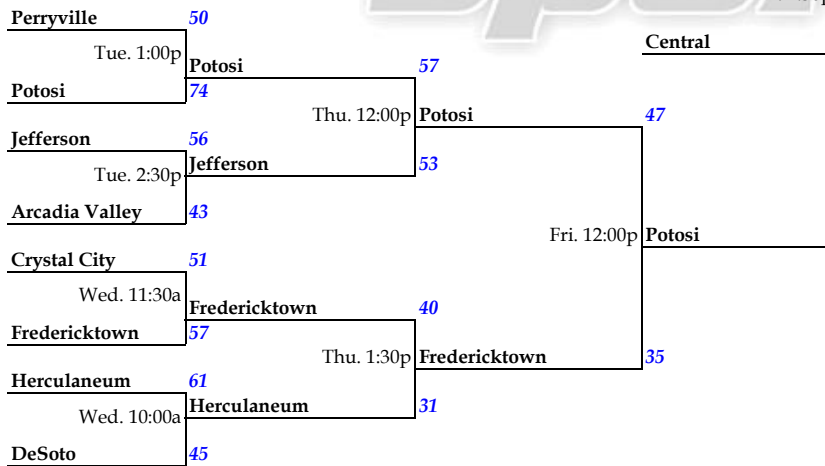 Perryville 50
Central
Tue. 1:00p Potosi 57
Potosi 74
Thu. 12:00p Potosi 47
Jefferson 56
Tue. 2:30p Jefferson 53
Arcadia Valley 43
Fri. 12:00p Potosi
Crystal City 51
Wed. 11:30a Fredericktown 40
Fredericktown 57
Thu. 1:30p Fredericktown 35
Herculaneum 61
Wed. 10:00a Herculaneum 31
DeSoto 45